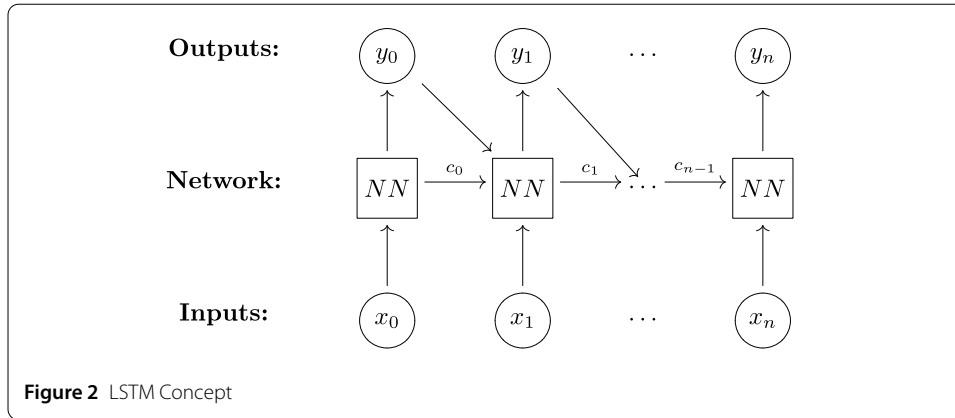 Outputs: y₀ y₁ ... yₙ
c₀ c₁ cₙ₋₁
Network: NN NN ... NN
Inputs: x₀ x₁ ... xₙ
Figure 2 LSTM Concept